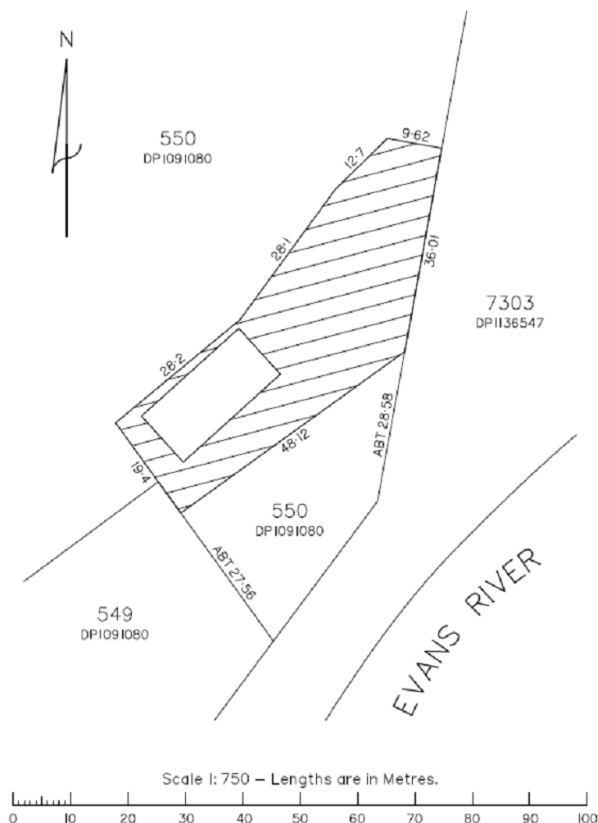 N
550
DP1091080
9·62
12·7
28·1
36·01
7303
DP1136547
28·2
ABT 28·58
48·12
19·4
550
DP1091080
ABT 27·56
549
DP1091080
EVANS RIVER
Scale 1:750 – Lengths are in Metres.
0 10 20 30 40 50 60 70 80 90 100